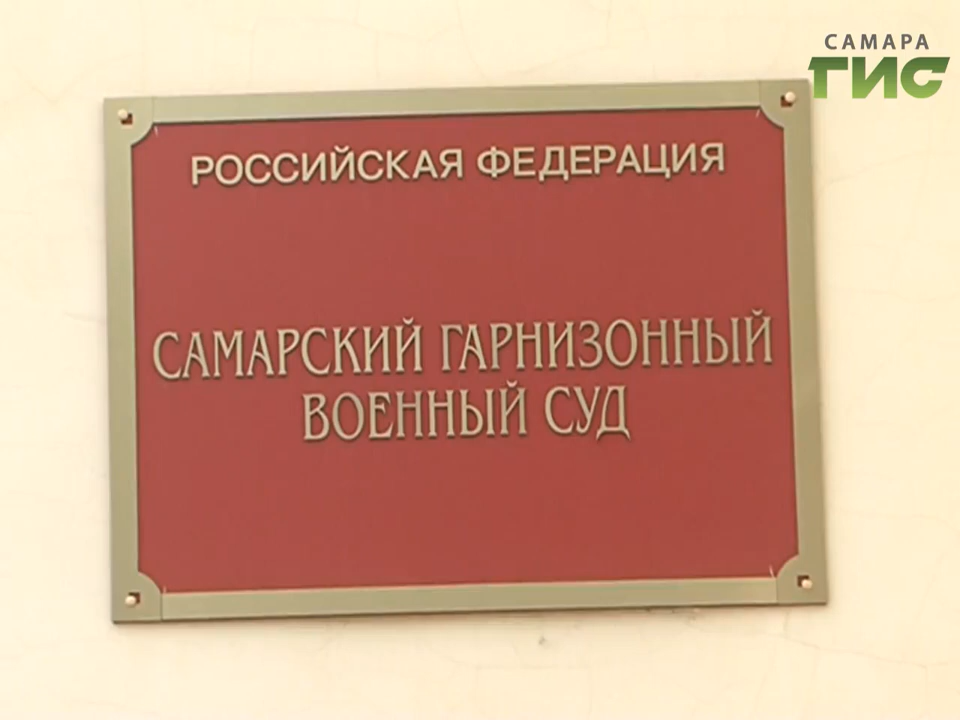 САМАРА
ГИС
РОССИЙСКАЯ ФЕДЕРАЦИЯ
САМАРСКИЙ ГАРНИЗОННЫЙ
ВОЕННЫЙ СУД